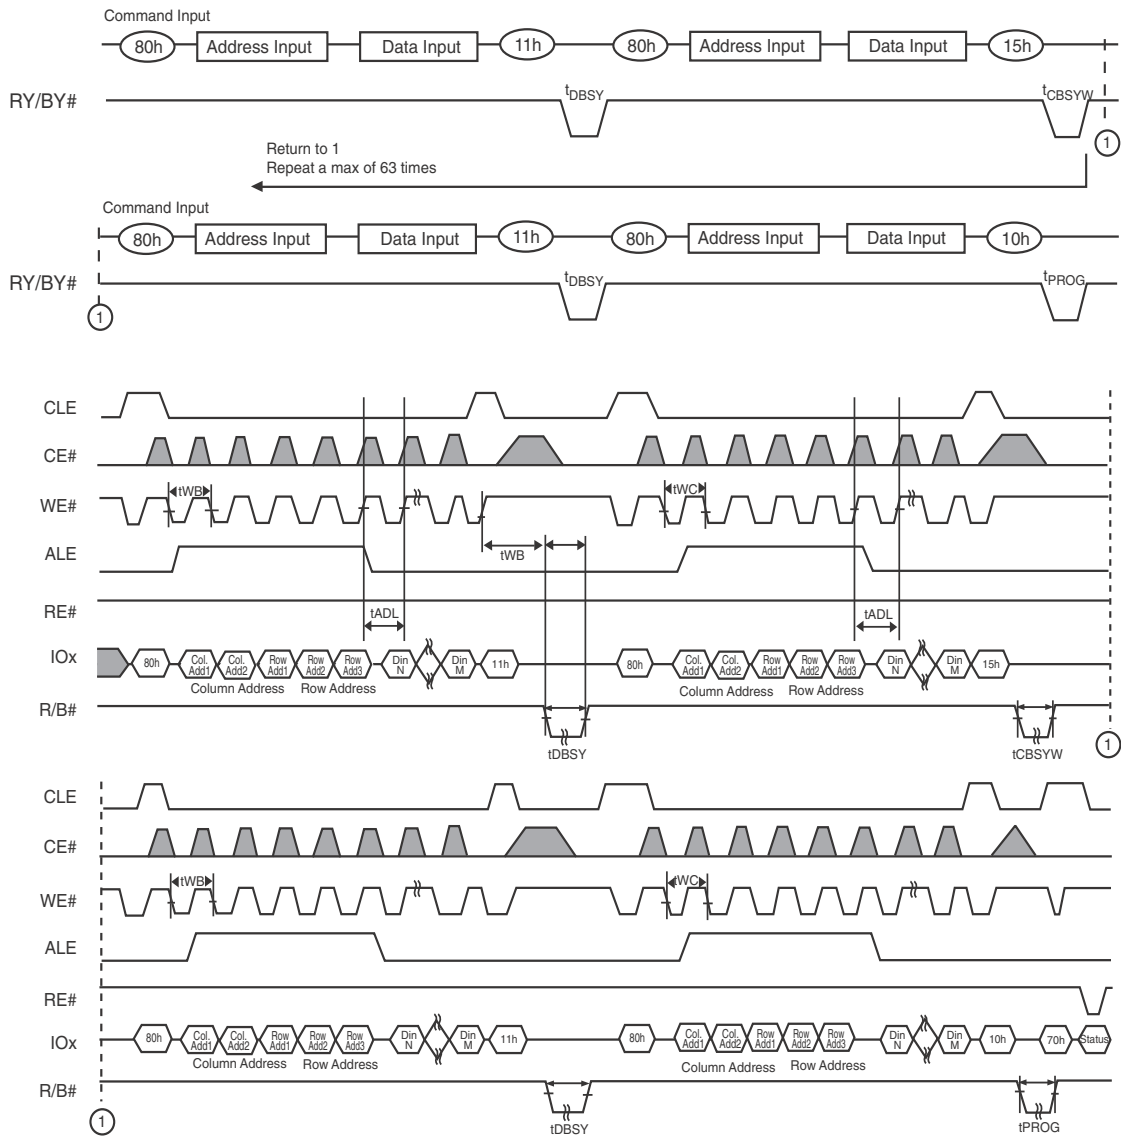 Command Input
80h Address Input Data Input 11h 80h Address Input Data Input 15h
RY/BY# tDBSY tCBSYW
1
Return to 1
Repeat a max of 63 times
Command Input
80h Address Input Data Input 11h 80h Address Input Data Input 10h
RY/BY# tDBSY tPROG
1
CLE
CE#
WE# tWB tWC
ALE tWB
RE# tADL tADL
IOx 80h Col. Add1 Col. Add2 Row Add1 Row Add2 Row Add3 Din N Din M 11h 80h Col. Add1 Col. Add2 Row Add1 Row Add2 Row Add3 Din N Din M 15h
Column Address Row Address Column Address Row Address
R/B#
tDBSY tCBSYW
1
CLE
CE#
WE# tWB tWC
ALE
RE#
IOx 80h Col. Add1 Col. Add2 Row Add1 Row Add2 Row Add3 Din N Din M 11h 80h Col. Add1 Col. Add2 Row Add1 Row Add2 Row Add3 Din N Din M 10h 70h Status
Column Address Row Address Column Address Row Address
R/B#
1 tDBSY tPROG